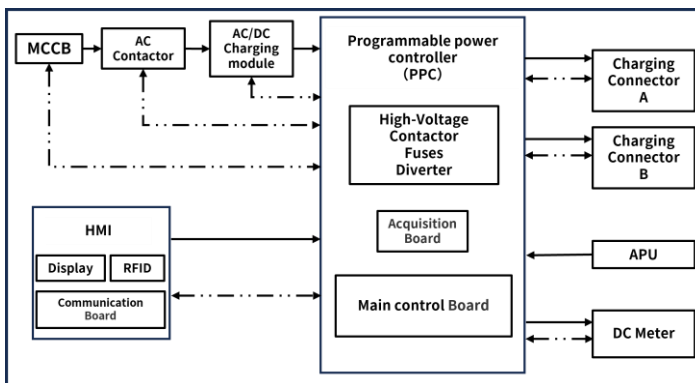 MCCB
AC
Contactor
AC/DC
Charging
module
Programmable power
controller
(PPC)
High-Voltage
Contactor
Fuses
Diverter
Acquisition
Board
Main control Board
HMI
Display
RFID
Communication
Board
Charging
Connector
A
Charging
Connector
B
APU
DC Meter